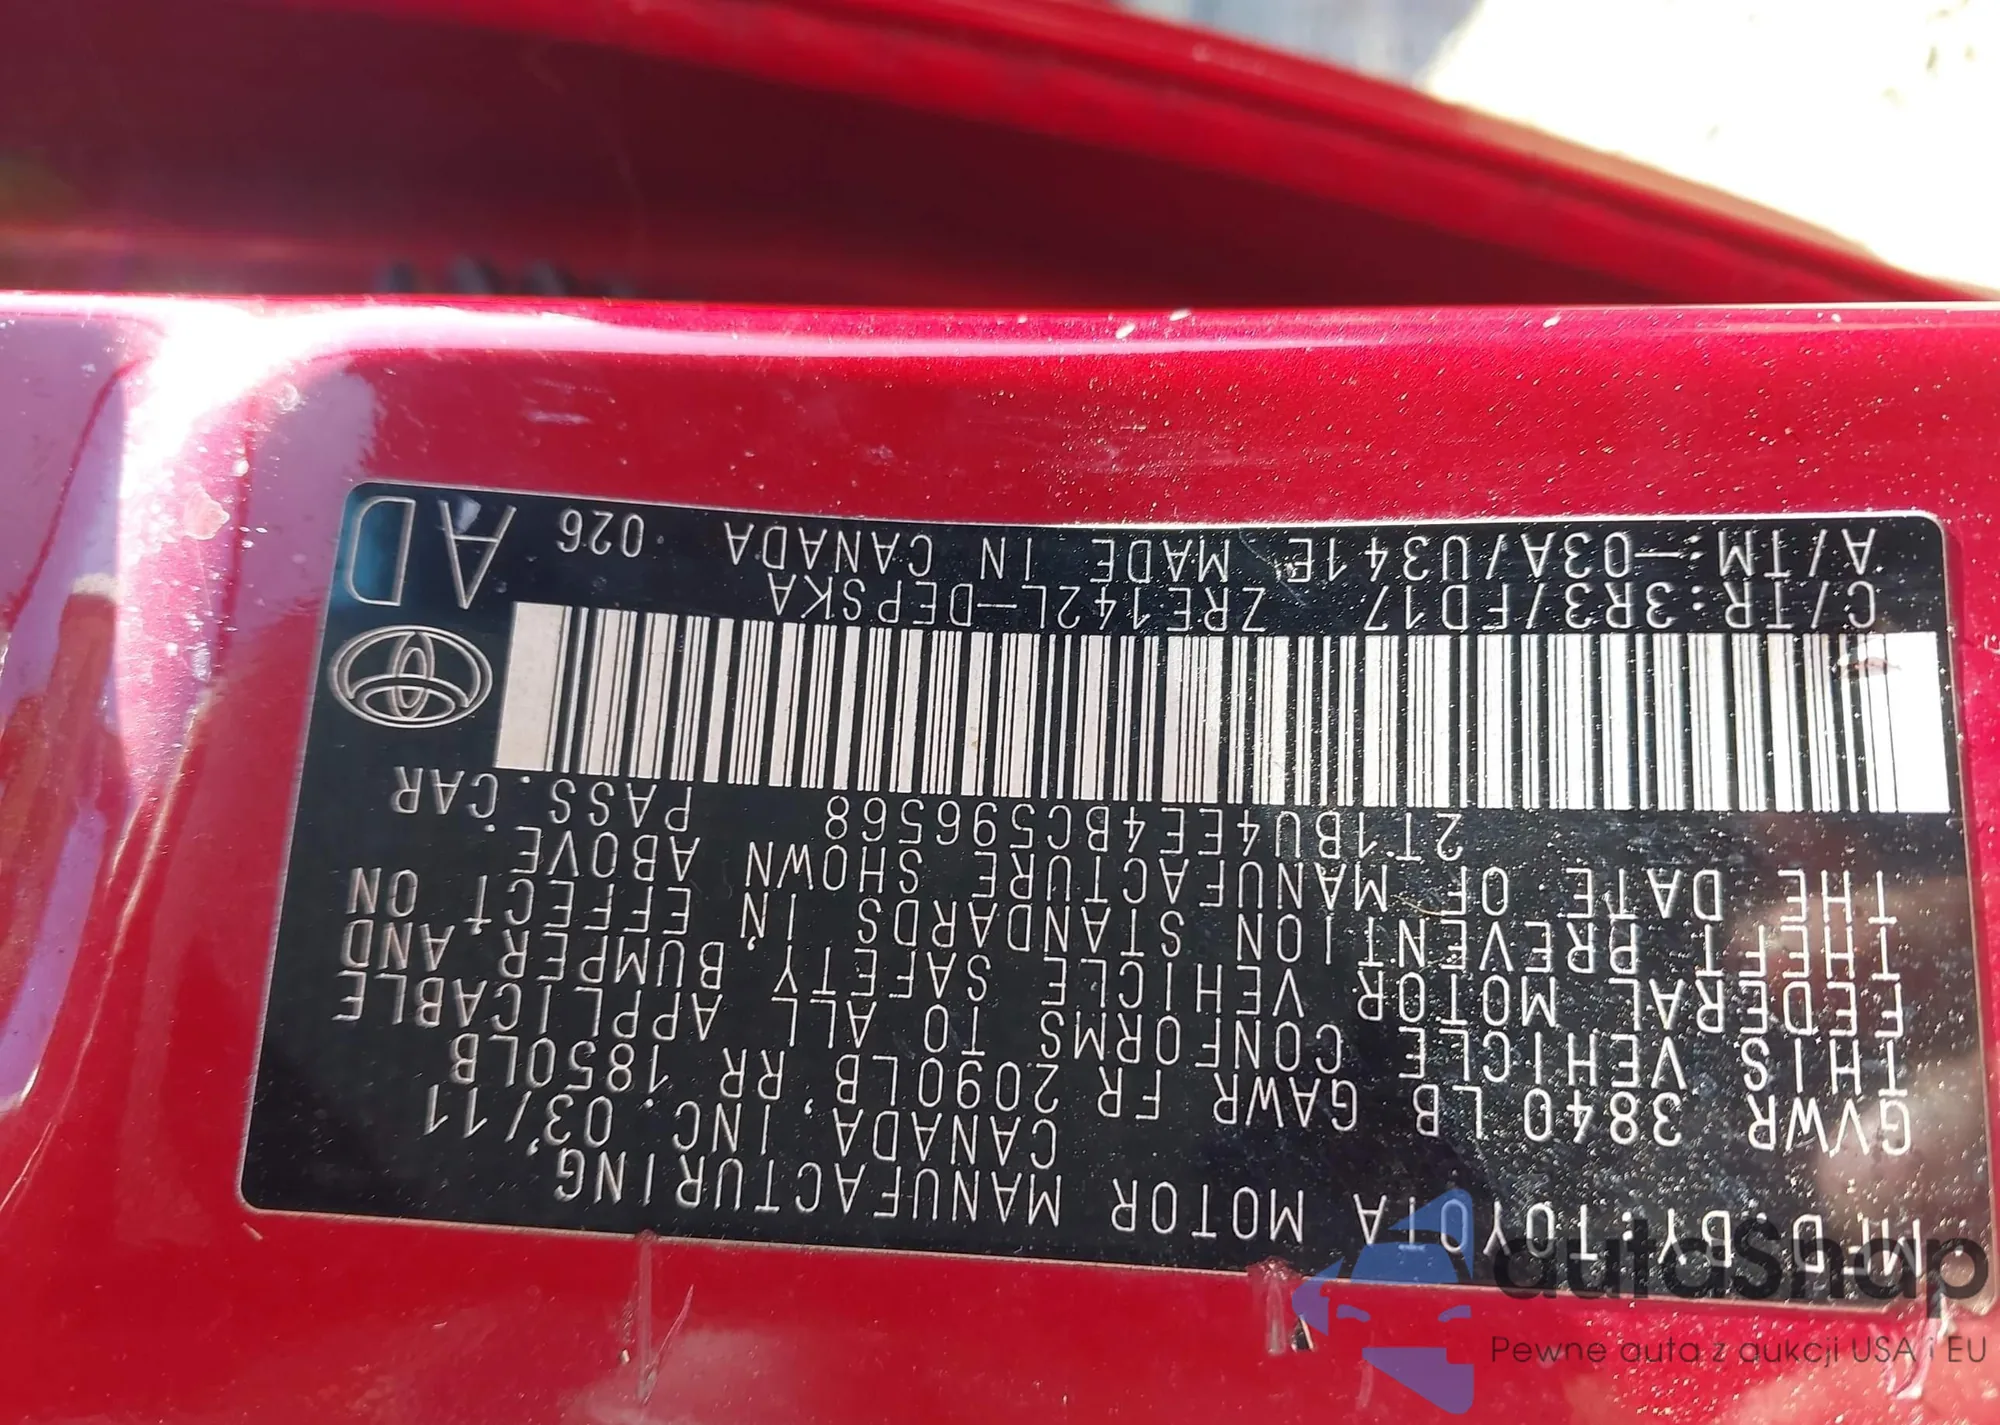 MFD.BY:TOYOTA MOTOR MANUFACTURING
CANADA, INC. 03/11
GVWR 3840LB GAWR FR 2090LB, RR 1850LB
THIS VEHICLE CONFORMS TO ALL APPLICABLE
FEDERAL MOTOR VEHICLE SAFETY, BUMPER, AND
THEFT PREVENTION STANDARDS IN EFFECT ON
THE DATE OF MANUFACTURE SHOWN ABOVE
2T1BU4EE4BC596568 PASS. CAR
C/TR:3R3/FD17 ZRE142L-DEPSKA
A/TM:-03A/U341E MADE IN CANADA 026
AD
autoSnap
Pewne auta z aukcji USA i EU